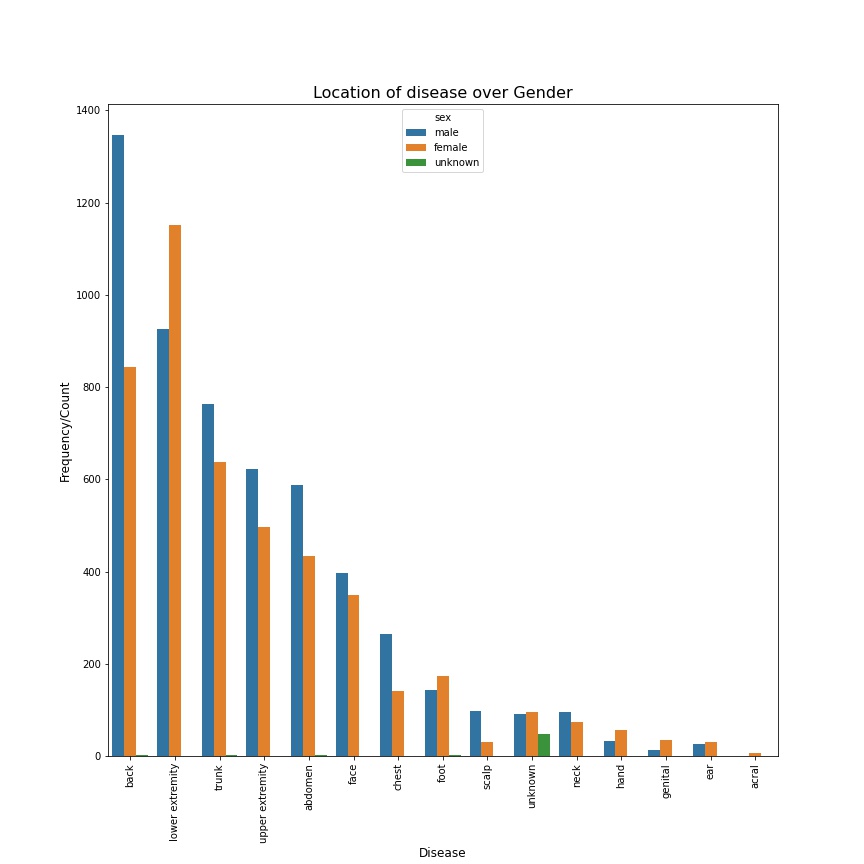 Location of disease over Gender
sex
male
female
unknown
1400
1200
1000
800
600
400
200
0
Frequency/Count
back
lower extremity
trunk
upper extremity
abdomen
face
chest
foot
scalp
unknown
neck
hand
genital
ear
acral
Disease